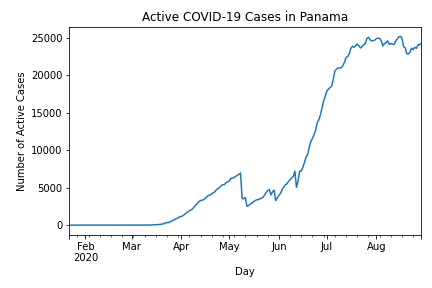 Active COVID-19 Cases in Panama
Number of Active Cases
25000
20000
15000
10000
5000
0
Feb Mar Apr May Jun Jul Aug
2020
Day